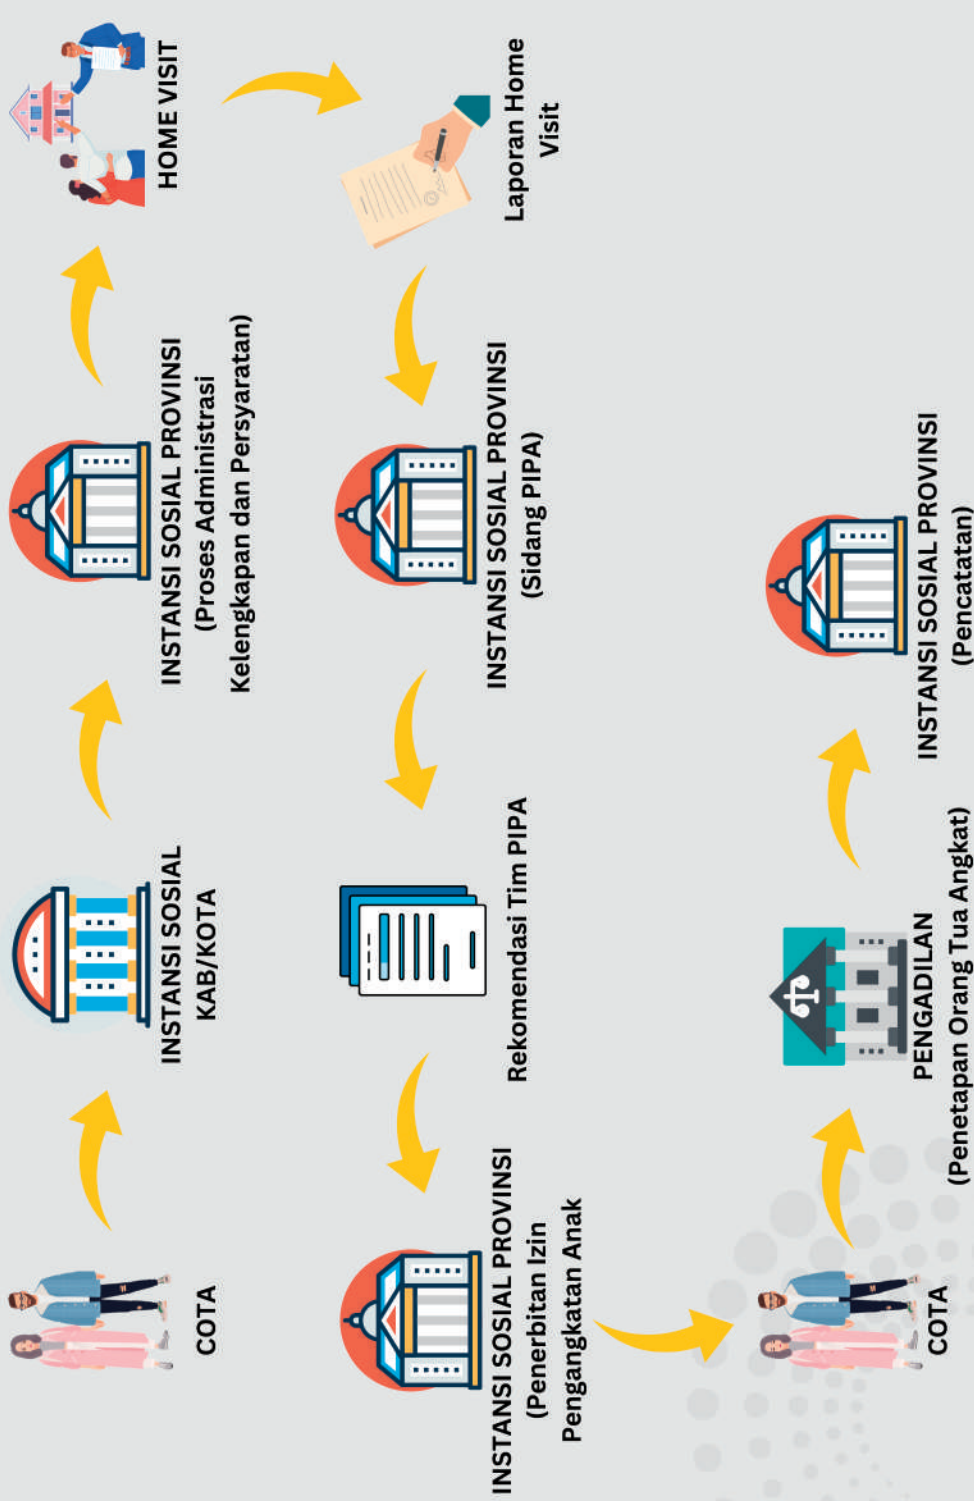 COTA
INSTANSI SOSIAL
KAB/KOTA
INSTANSI SOSIAL PROVINSI
(Proses Administrasi
Kelengkapan dan Persyaratan)
HOME VISIT
Laporan Home
Visit
INSTANSI SOSIAL PROVINSI
(Sidang PIPA)
Rekomendasi Tim PIPA
INSTANSI SOSIAL PROVINSI
(Penerbitan Izin
Pengangkatan Anak
COTA
PENGADILAN
(Penetapan Orang Tua Angkat)
INSTANSI SOSIAL PROVINSI
(Pencatatan)